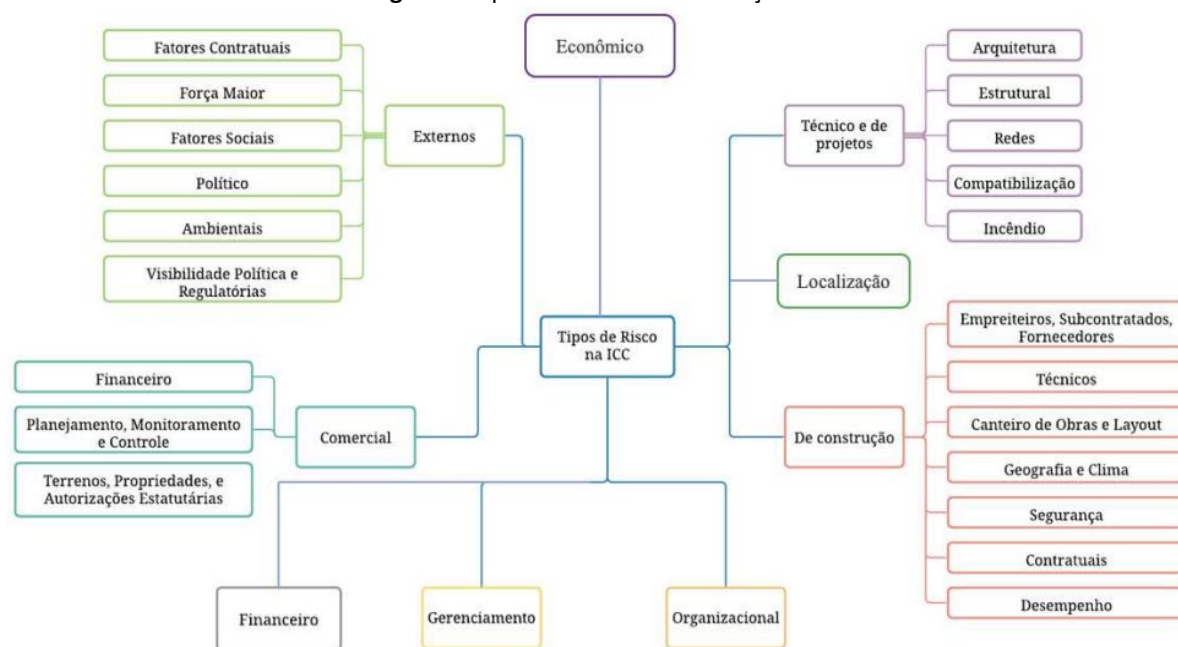 Econômico
Fatores Contratuais
Força Maior
Fatores Sociais
Político
Ambientais
Visibilidade Política e
Regulatórias
Externos
Técnico e de
projetos
Arquitetura
Estrutural
Redes
Compatibilização
Incêndio
Localização
Tipos de Risco
na ICC
Financeiro
Planejamento, Monitoramento
e Controle
Terrenos, Propriedades, e
Autorizações Estatutárias
Comercial
De construção
Empreiteiros, Subcontratados,
Fornecedores
Técnicos
Canteiro de Obras e Layout
Geografia e Clima
Segurança
Contratuais
Desempenho
Financeiro
Gerenciamento
Organizacional